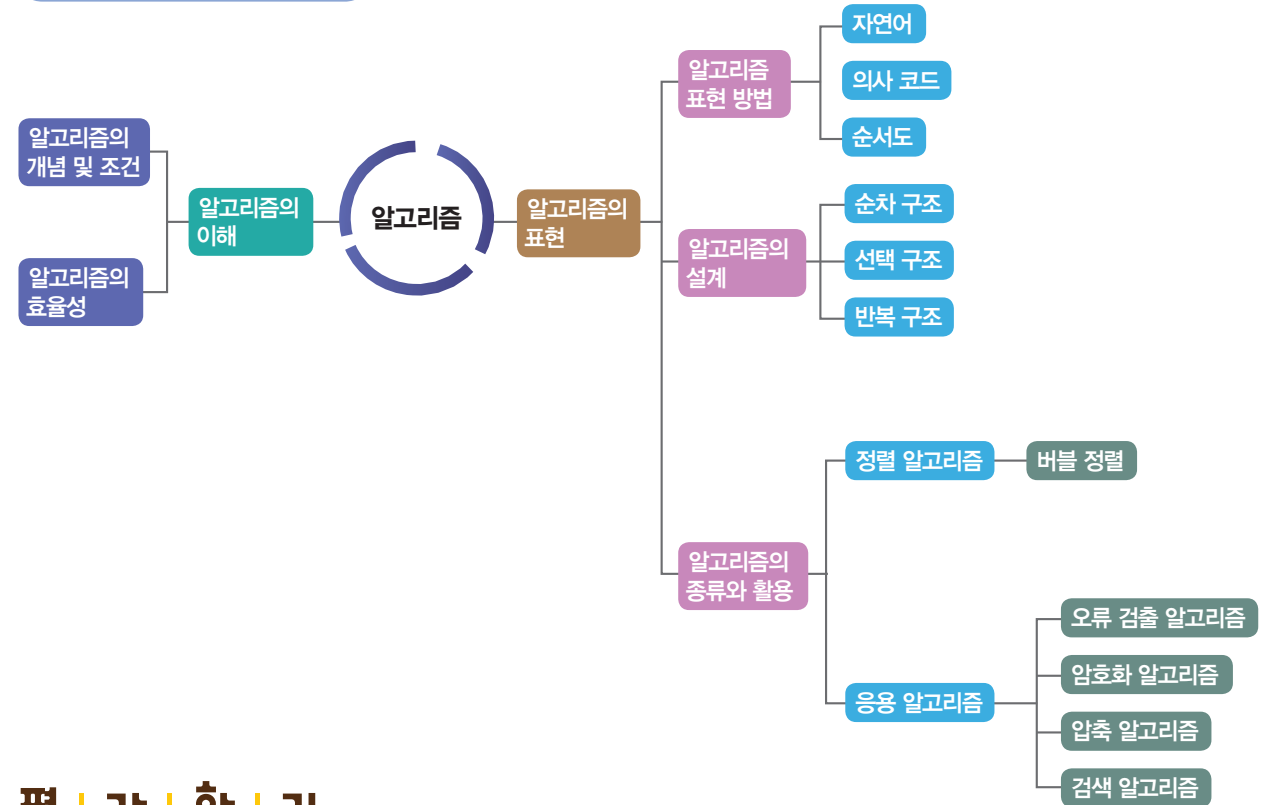 알고리즘의
개념 및 조건
알고리즘의
효율성
알고리즘의
이해
알고리즘
알고리즘의
표현
알고리즘
표현 방법
자연어
의사 코드
순서도
알고리즘의
설계
순차 구조
선택 구조
반복 구조
알고리즘의
종류와 활용
정렬 알고리즘
버블 정렬
응용 알고리즘
오류 검출 알고리즘
암호화 알고리즘
압축 알고리즘
검색 알고리즘